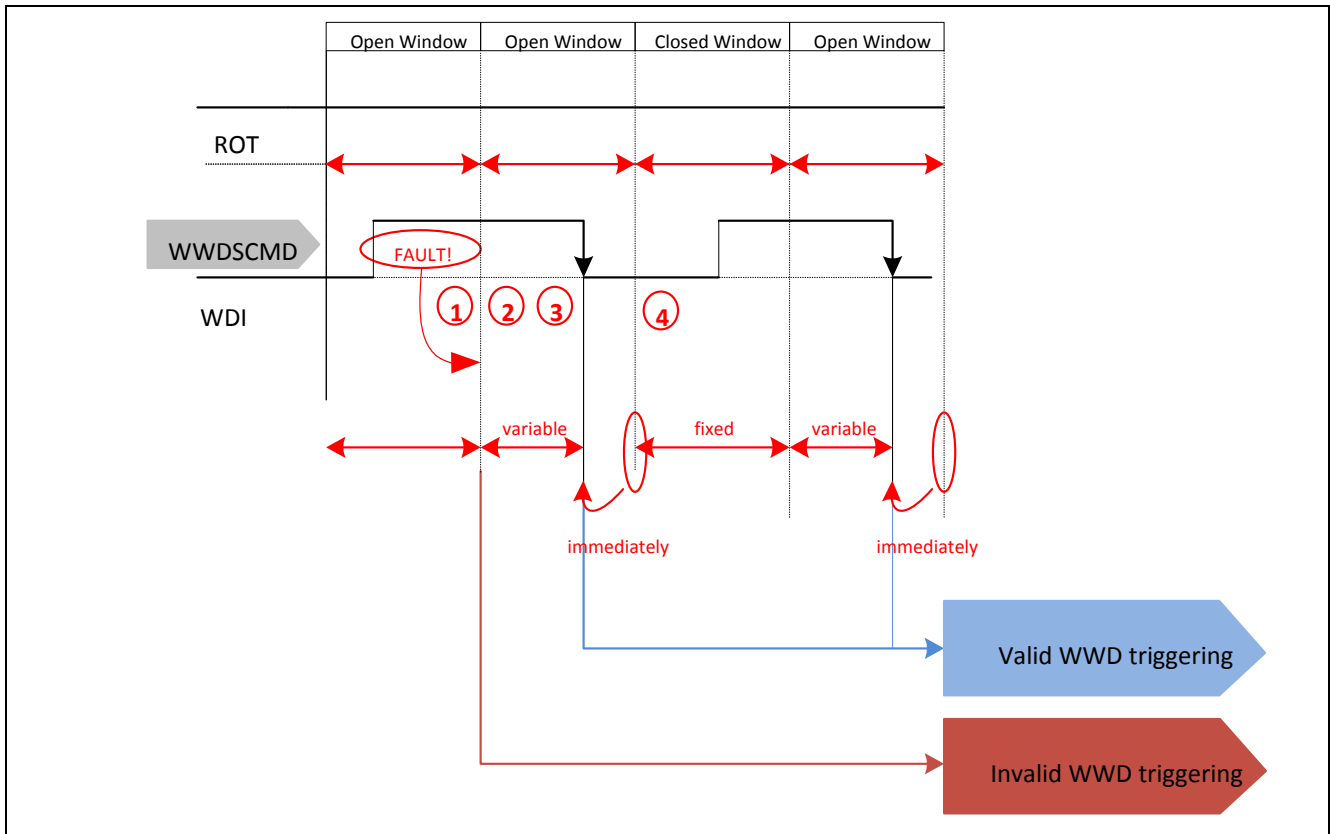 Open Window Open Window Closed Window Open Window
ROT
WWDSCMD
FAULT!
1 2 3 4
WDI
variable fixed variable
immediately immediately
Valid WWD triggering
Invalid WWD triggering